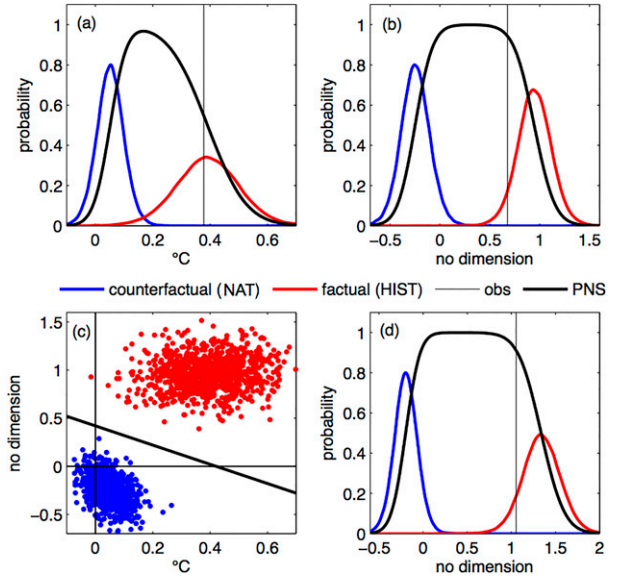 (a)
probability
1
0.8
0.6
0.4
0.2
0
0 0.2 0.4 0.6
°C
(b)
probability
1
0.8
0.6
0.4
0.2
0
−0.5 0 0.5 1 1.5
no dimension
counterfactual (NAT) factual (HIST) obs PNS
(c)
no dimension
1.5
1
0.5
0
−0.5
0 0.2 0.4 0.6
°C
(d)
probability
1
0.8
0.6
0.4
0.2
0
−0.5 0 0.5 1 1.5 2
no dimension